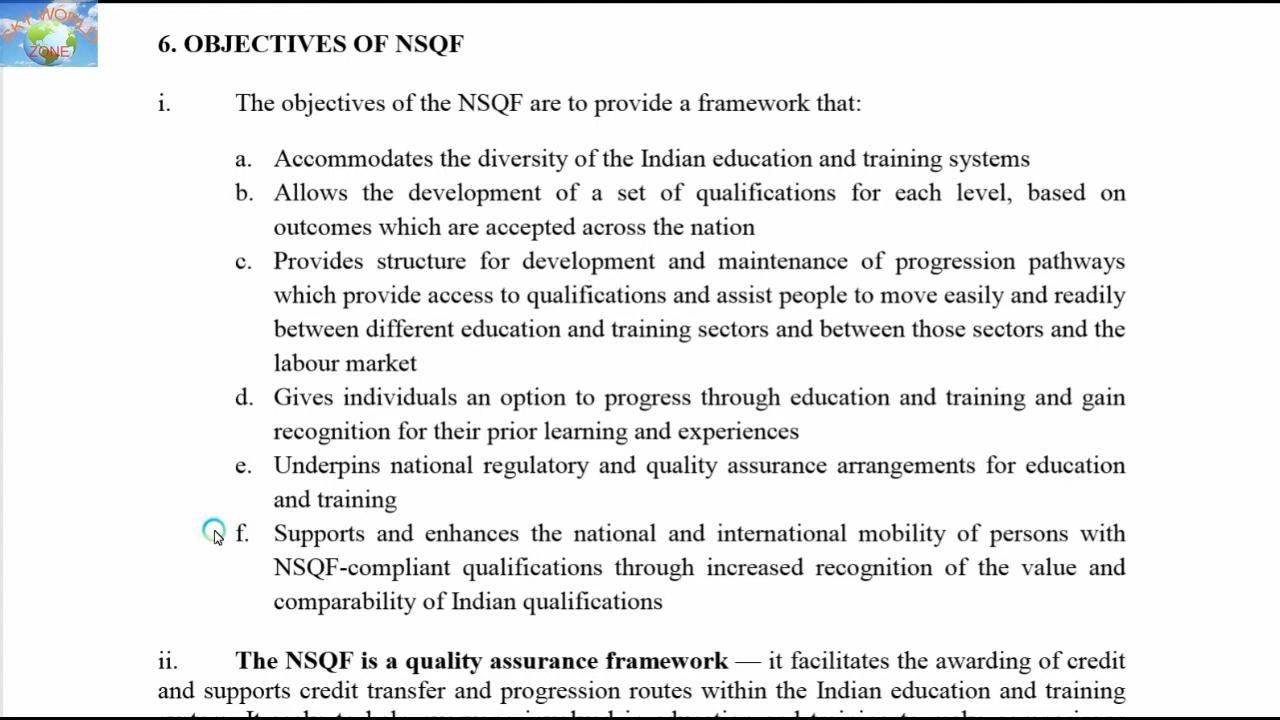 SKY WORLD
ZONE
6. OBJECTIVES OF NSQF
i. The objectives of the NSQF are to provide a framework that:
a. Accommodates the diversity of the Indian education and training systems
b. Allows the development of a set of qualifications for each level, based on
outcomes which are accepted across the nation
c. Provides structure for development and maintenance of progression pathways
which provide access to qualifications and assist people to move easily and readily
between different education and training sectors and between those sectors and the
labour market
d. Gives individuals an option to progress through education and training and gain
recognition for their prior learning and experiences
e. Underpins national regulatory and quality assurance arrangements for education
and training
f. Supports and enhances the national and international mobility of persons with
NSQF-compliant qualifications through increased recognition of the value and
comparability of Indian qualifications
ii. The NSQF is a quality assurance framework — it facilitates the awarding of credit
and supports credit transfer and progression routes within the Indian education and training